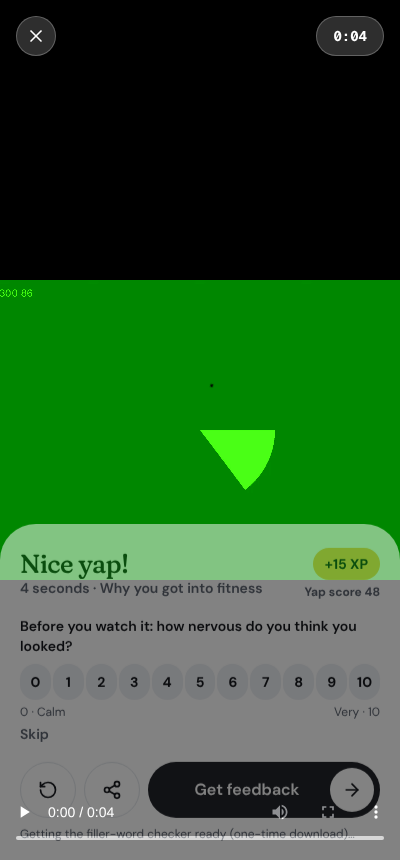 0:04
300 86
Nice yap!
+15 XP
4 seconds · Why you got into fitness
Yap score 48
Before you watch it: how nervous do you think you
looked?
0 1 2 3 4 5 6 7 8 9 10
0 · Calm
Very · 10
Skip
Get feedback
0:00 / 0:04
Getting the filler-word checker ready (one-time download)...